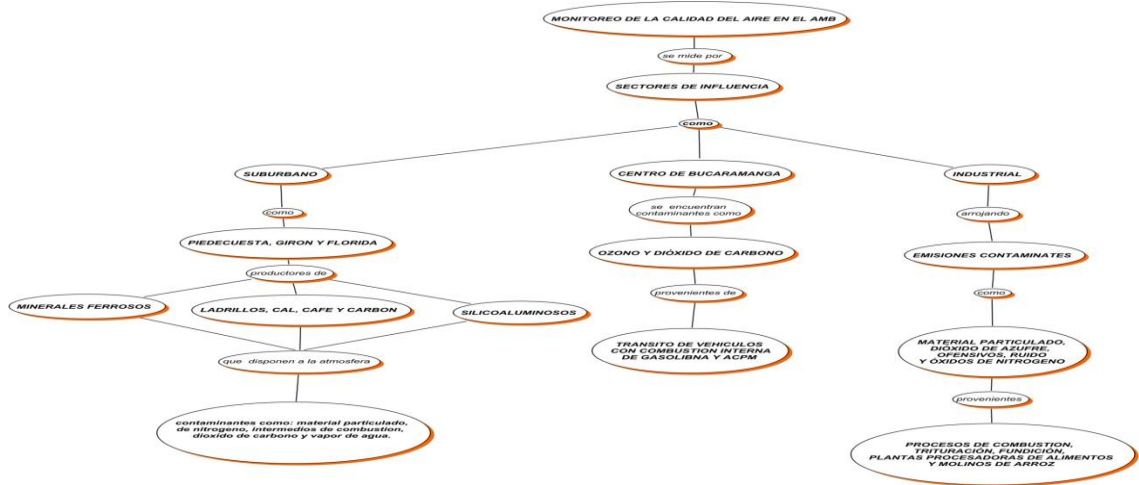 MONITOREO DE LA CALIDAD DEL AIRE EN EL AMB
se mide por
SECTORES DE INFLUENCIA
como
SUBURBANO
CENTRO DE BUCARAMANGA
INDUSTRIAL
como
se encuentran
contaminantes como
arrojando
PIEDECUESTA, GIRON Y FLORIDA
OZONO Y DIÓXIDO DE CARBONO
EMISIONES CONTAMINATES
productores de
provenientes de
como
MINERALES FERROSOS
LADRILLOS, CAL, CAFE Y CARBON
SILICOALUMINOSOS
TRANSITO DE VEHICULOS
CON COMBUSTION INTERNA
DE GASOLIBNA Y ACPM
MATERIAL PARTICULADO,
DIÓXIDO DE AZUFRE,
OFENSIVOS, RUIDO
Y ÓXIDOS DE NITROGENO
que disponen a la atmosfera
provenientes
contaminantes como: material particulado,
de nitrogeno, intermedios de combustion,
dioxido de carbono y vapor de agua.
PROCESOS DE COMBUSTION,
TRITURACIÓN, FUNDICIÓN,
PLANTAS PROCESADORAS DE ALIMENTOS
Y MOLINOS DE ARROZ